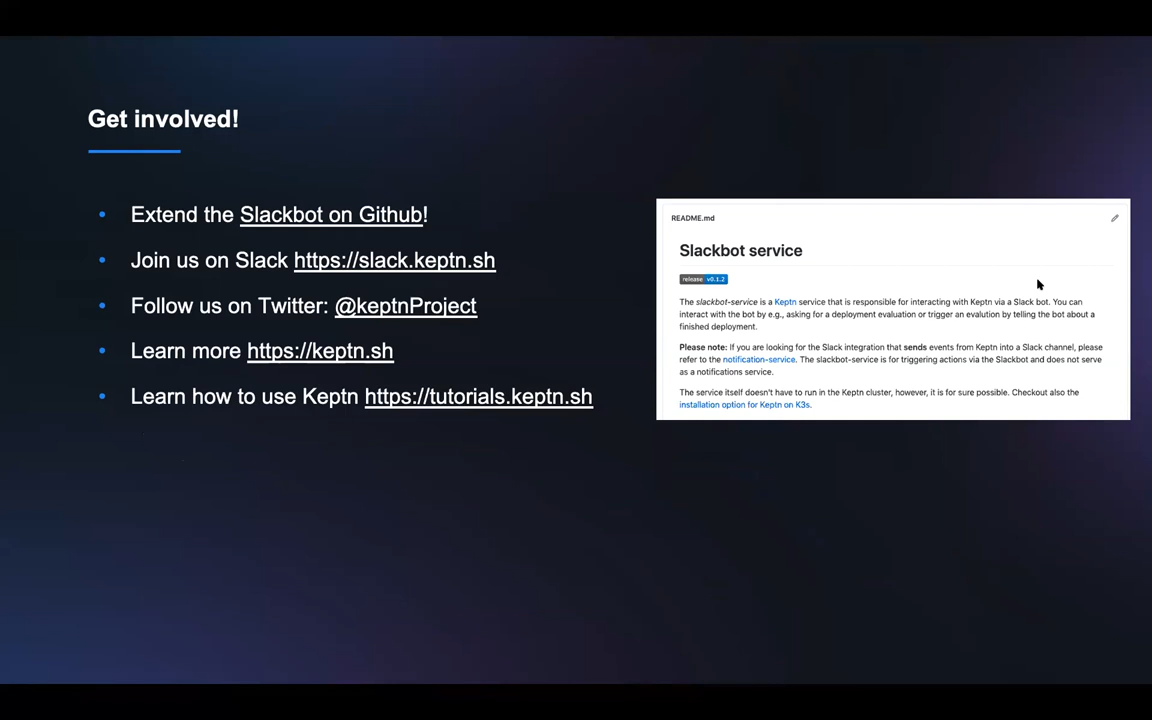 Get involved!
Extend the Slackbot on Github!
Join us on Slack https://slack.keptn.sh
Follow us on Twitter: @keptnProject
Learn more https://keptn.sh
Learn how to use Keptn https://tutorials.keptn.sh
README.md
Slackbot service
release v0.1.2
The slackbot-service is a Keptn service that is responsible for interacting with Keptn via a Slack bot. You can
interact with the bot by e.g., asking for a deployment evaluation or trigger an evalution by telling the bot about a
finished deployment.
Please note: If you are looking for the Slack integration that sends events from Keptn into a Slack channel, please
refer to the notification-service. The slackbot-service is for triggering actions via the Slackbot and does not serve
as a notifications service.
The service itself doesn't have to run in the Keptn cluster, however, it is for sure possible. Checkout also the
installation option for Keptn on K3s.